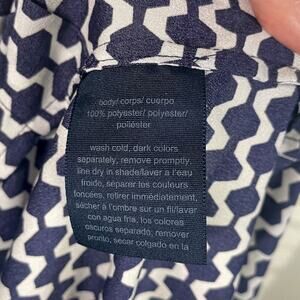 body/ corps/ cuerpo
100% polyester/ polyester/
poliéster
wash cold, dark colors
separately, remove promptly,
line dry in shade/laver a l'eau
froide, séparer les couleurs
foncées, retirer immédiatement,
sécher à l'ombre sur un fil/lavar
con agua fria, los colores
oscuros separado, remover
pronto, secar colgado en la